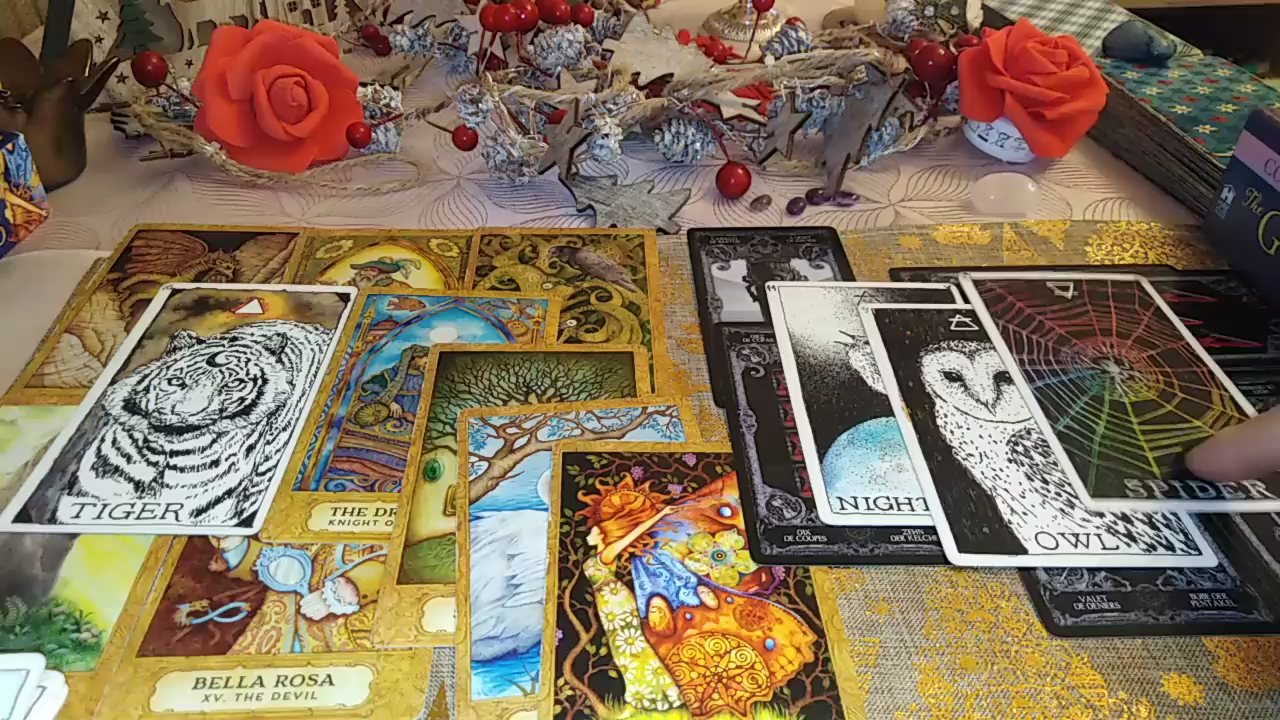 TIGER
THE DR
KNIGHT O
BELLA ROSA
XV. THE DEVIL
NIGHT
OWL
SPIDER
DIX
DE COUPES
ZEHN
DER KELCHE
VALET
DE DENIERS
BUBE DER
PENTAKEL
The